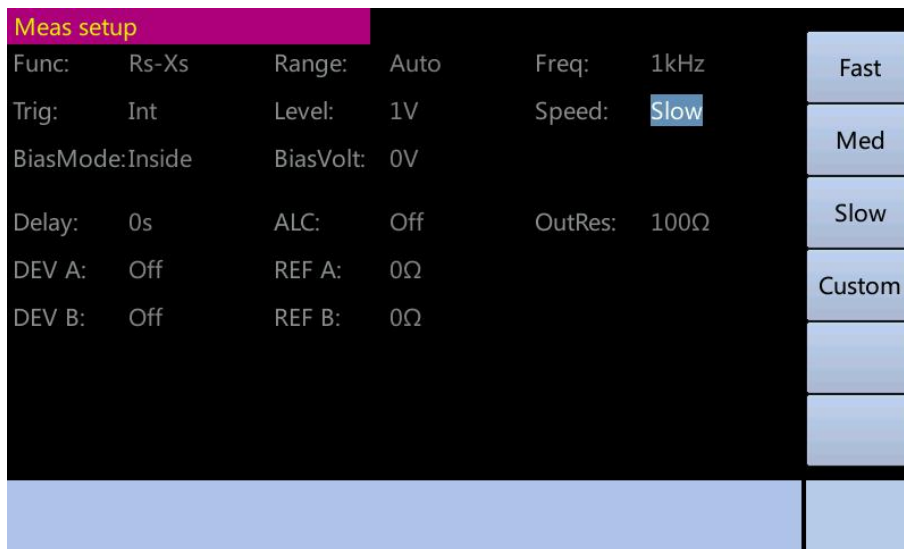 Meas setup
Func: Rs-Xs Range: Auto Freq: 1kHz
Trig: Int Level: 1V Speed: Slow
BiasMode: Inside BiasVolt: 0V
Delay: 0s ALC: Off OutRes: 100Ω
DEV A: Off REF A: 0Ω
DEV B: Off REF B: 0Ω
Fast
Med
Slow
Custom